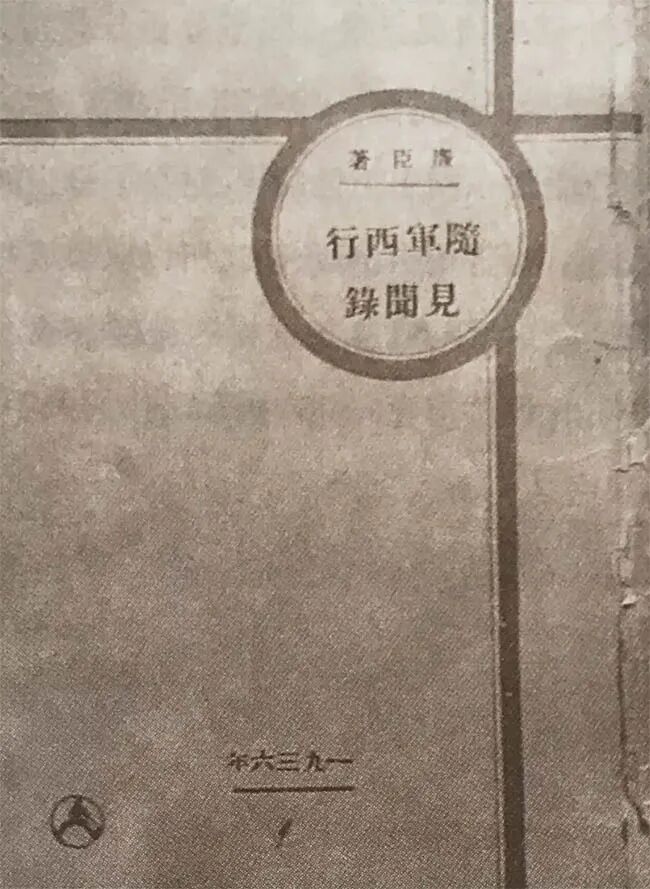 廉臣著
隨軍西行
見聞錄
一九三六年